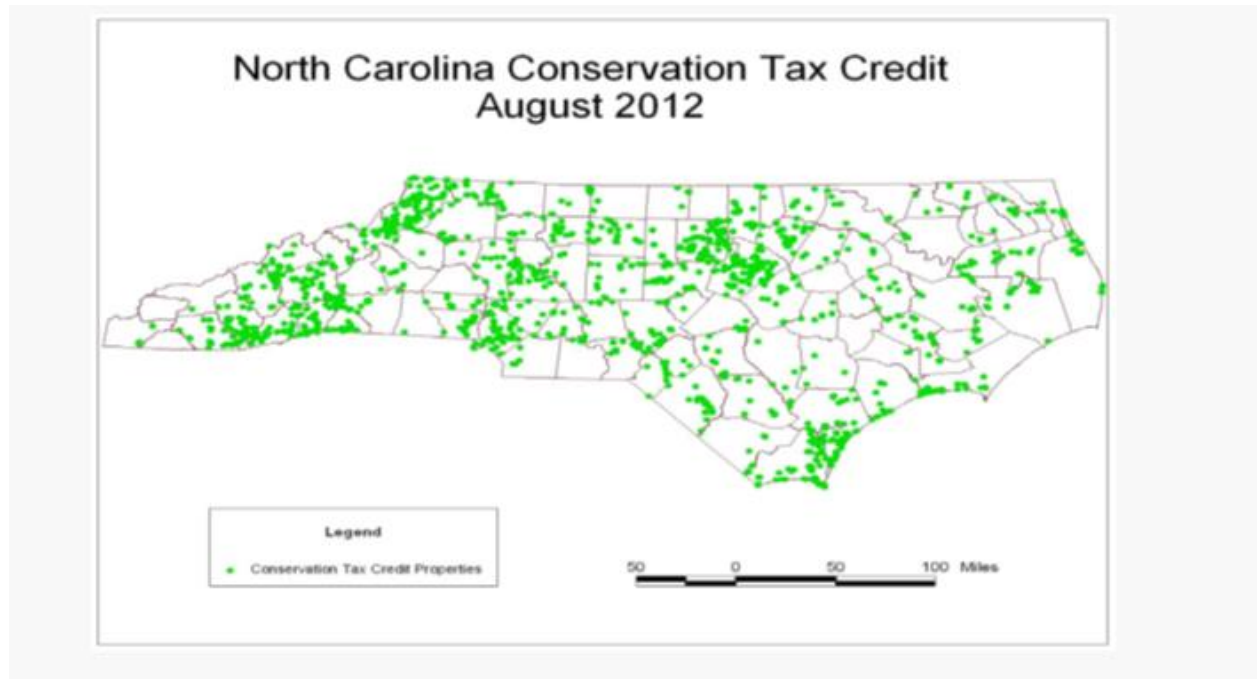 North Carolina Conservation Tax Credit
August 2012
Legend
Conservation Tax Credit Properties
50 0 50 100 Miles